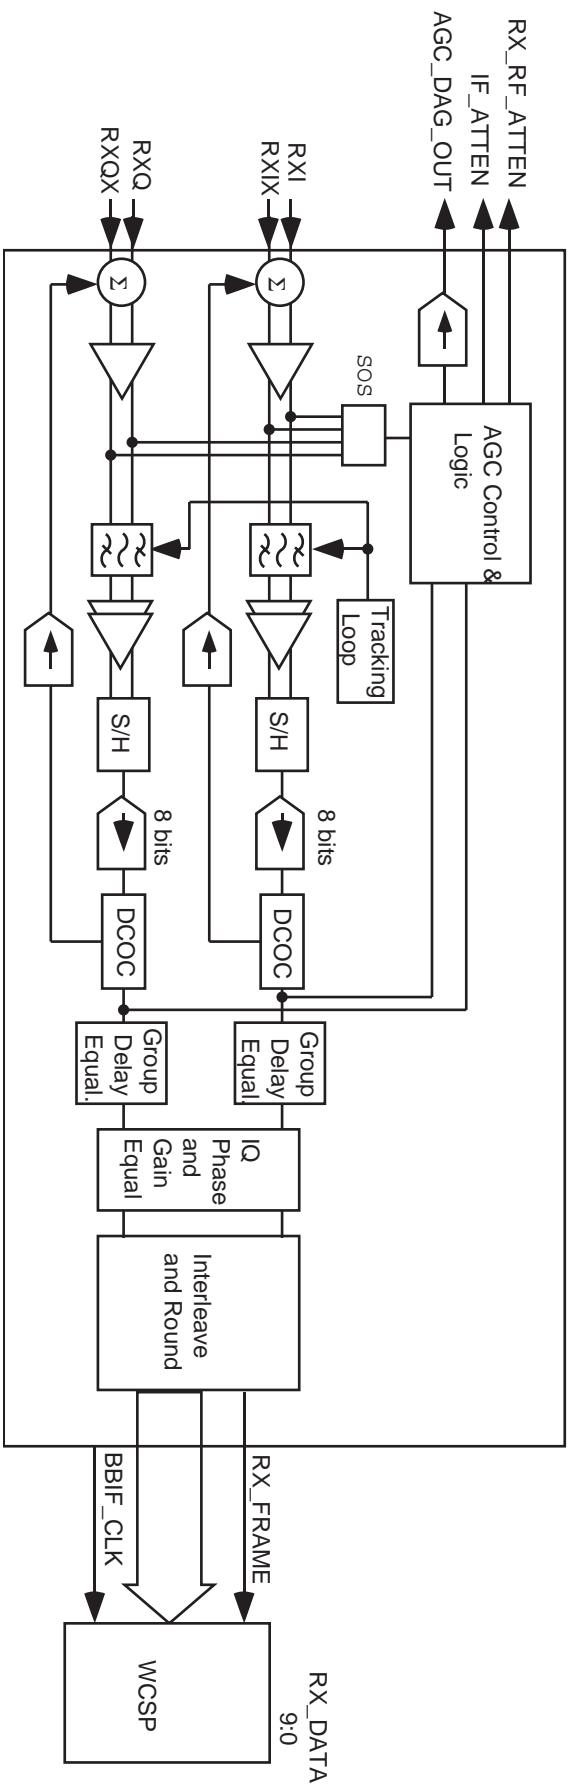 RX_RF_ATTEN
IF_ATTEN
AGC_DAG_OUT
AGC Control &
Logic
SOS
Tracking
Loop
RXI
RXIX
Σ
S/H
8 bits
DCOC
Group
Delay
Equal.
RXQ
RXQX
Σ
S/H
8 bits
DCOC
Group
Delay
Equal.
IQ
Phase
and
Gain
Equal
Interleave
and Round
RX_FRAME
BBIF_CLK
RX_DATA
9:0
WCSP